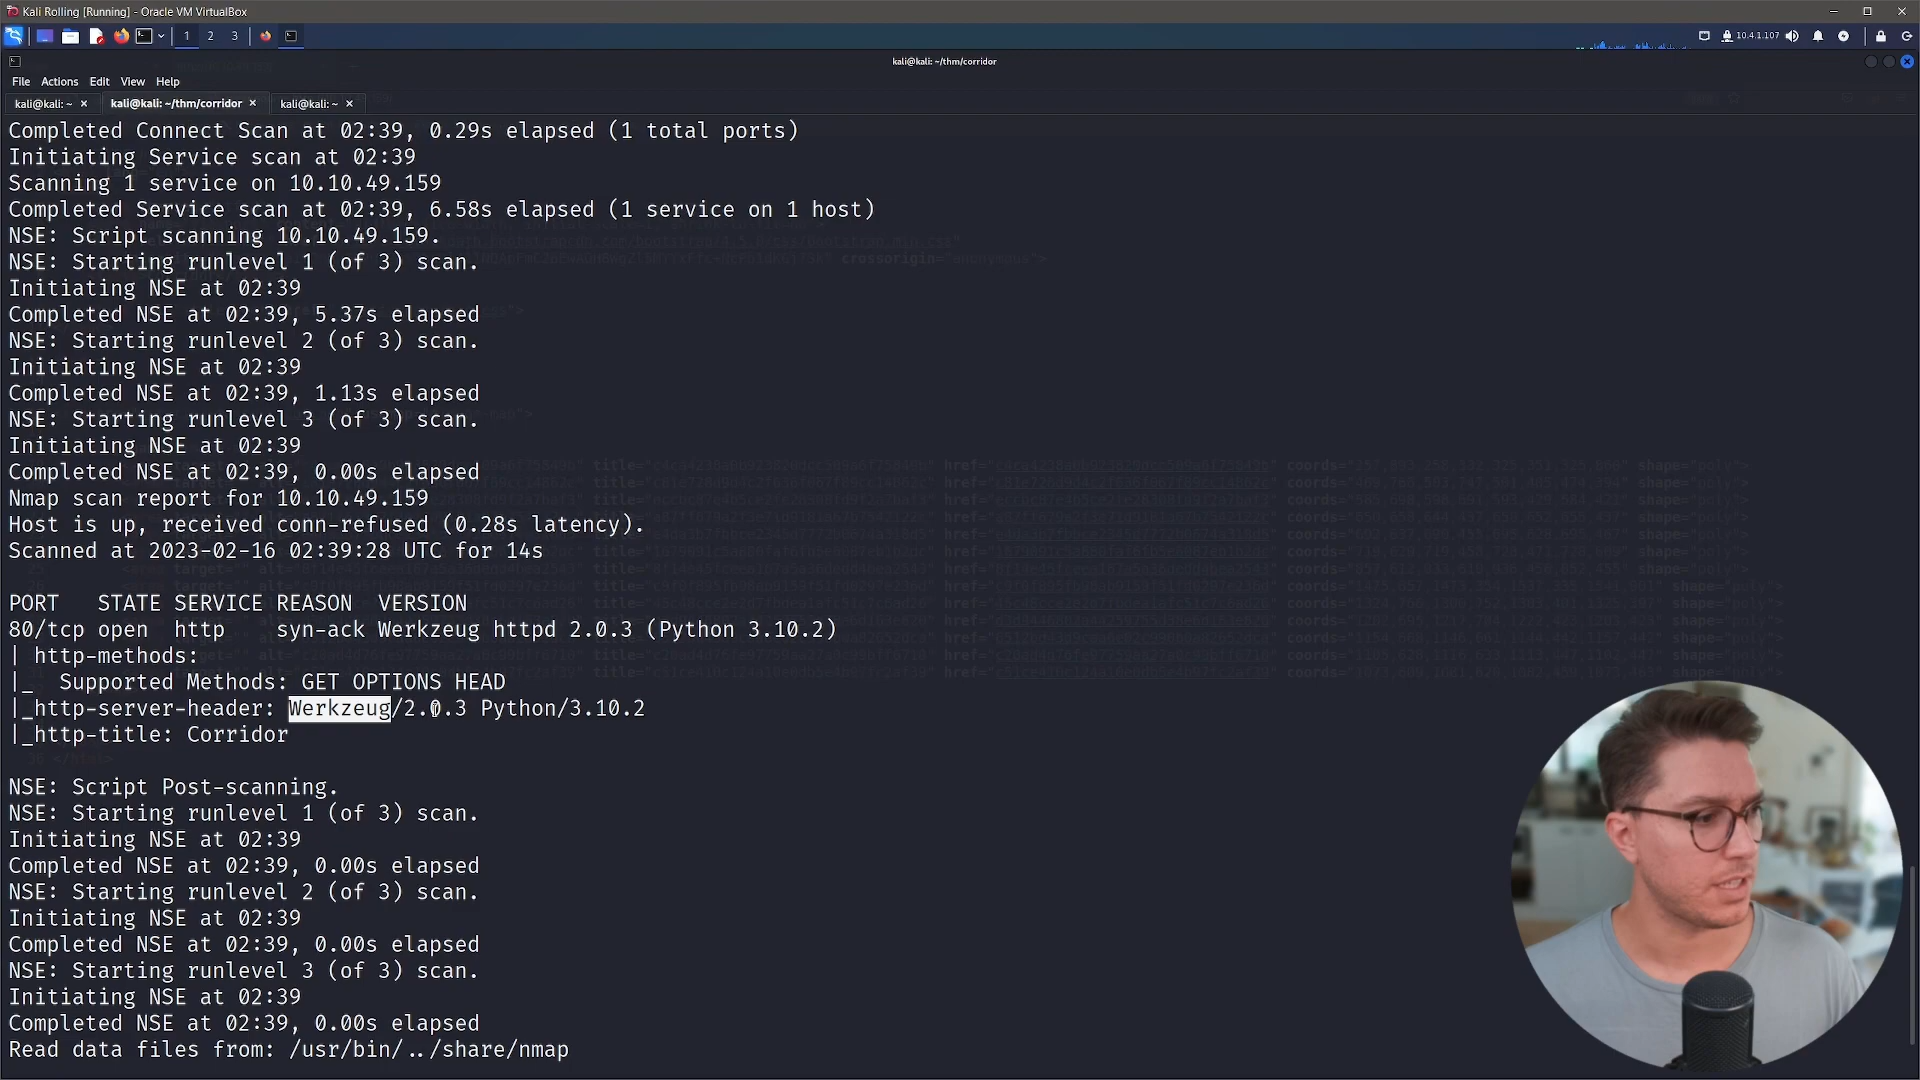 Kali Rolling [Running] - Oracle VM VirtualBox
1 2 3
10.4.1.107
kali@kali: ~/thm/corridor
File Actions Edit View Help
kali@kali: ~ × kali@kali: ~/thm/corridor × kali@kali: ~ ×
Completed Connect Scan at 02:39, 0.29s elapsed (1 total ports)
Initiating Service scan at 02:39
Scanning 1 service on 10.10.49.159
Completed Service scan at 02:39, 6.58s elapsed (1 service on 1 host)
NSE: Script scanning 10.10.49.159.
NSE: Starting runlevel 1 (of 3) scan.
Initiating NSE at 02:39
Completed NSE at 02:39, 5.37s elapsed
NSE: Starting runlevel 2 (of 3) scan.
Initiating NSE at 02:39
Completed NSE at 02:39, 1.13s elapsed
NSE: Starting runlevel 3 (of 3) scan.
Initiating NSE at 02:39
Completed NSE at 02:39, 0.00s elapsed
Nmap scan report for 10.10.49.159
Host is up, received conn-refused (0.28s latency).
Scanned at 2023-02-16 02:39:28 UTC for 14s
PORT STATE SERVICE REASON VERSION
80/tcp open http syn-ack Werkzeug httpd 2.0.3 (Python 3.10.2)
| http-methods:
|_ Supported Methods: GET OPTIONS HEAD
|_http-server-header: Werkzeug/2.0.3 Python/3.10.2
|_http-title: Corridor
NSE: Script Post-scanning.
NSE: Starting runlevel 1 (of 3) scan.
Initiating NSE at 02:39
Completed NSE at 02:39, 0.00s elapsed
NSE: Starting runlevel 2 (of 3) scan.
Initiating NSE at 02:39
Completed NSE at 02:39, 0.00s elapsed
NSE: Starting runlevel 3 (of 3) scan.
Initiating NSE at 02:39
Completed NSE at 02:39, 0.00s elapsed
Read data files from: /usr/bin/../share/nmap